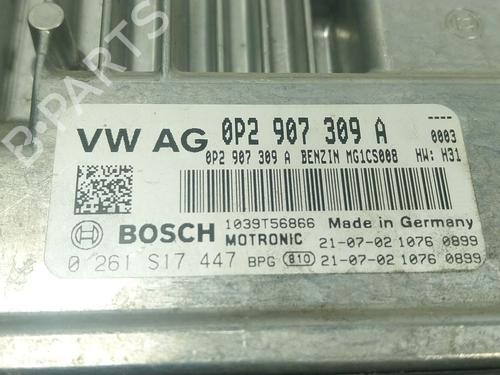 VW AG 0P2 907 309 A ----
0003
0P2 907 309 A BENZIN MG1CS008 HW: H31
1039T56866 Made in Germany
BOSCH MOTRONIC 21-07-02 1076 0899
0 261 S17 447 BPG B10 21-07-02 1076 0899
B-PARTS